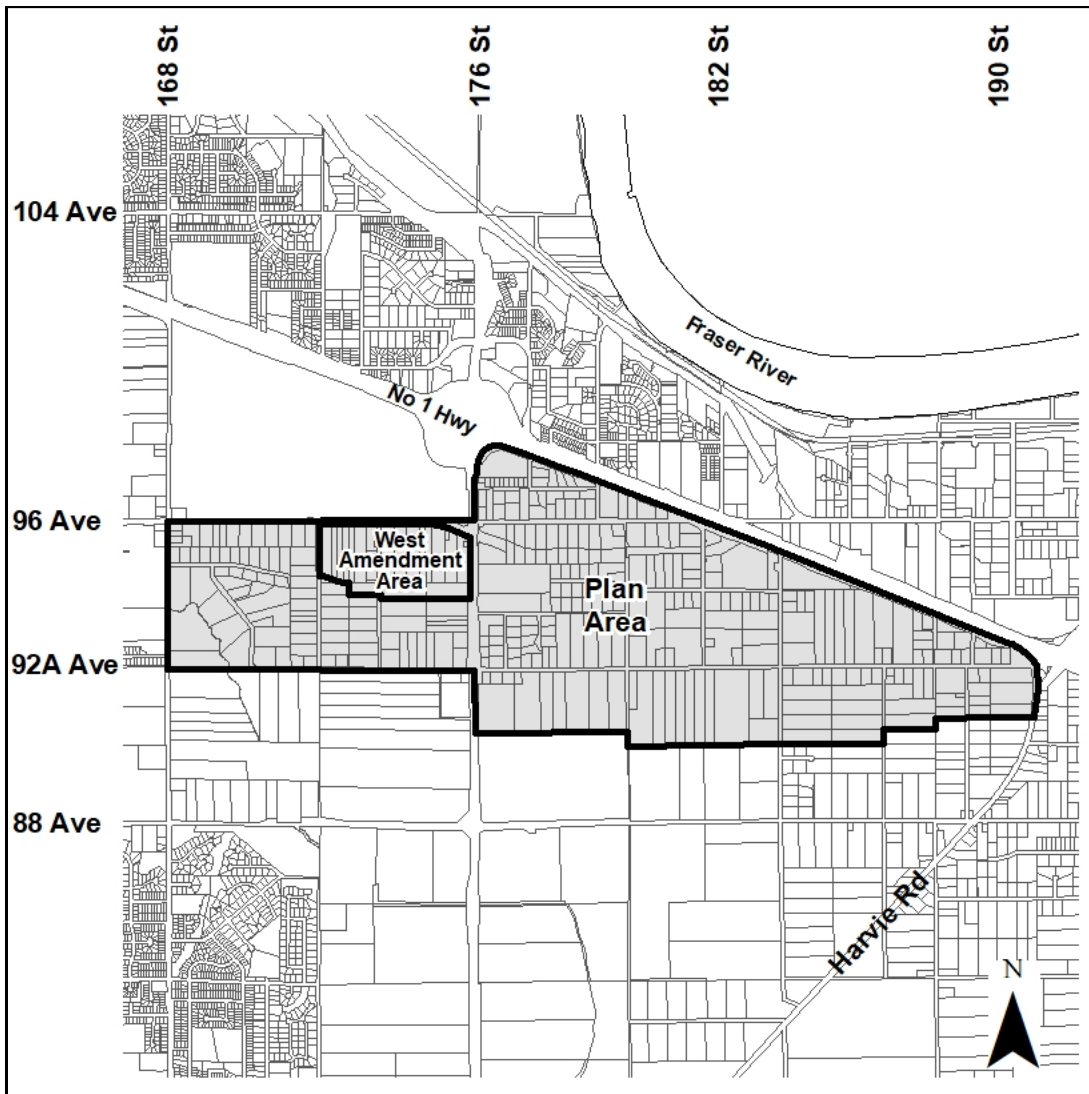 168 St
176 St
182 St
190 St
104 Ave
Fraser River
No 1 Hwy
96 Ave
West
Amendment
Area
Plan
Area
92A Ave
88 Ave
Harvie Rd
N